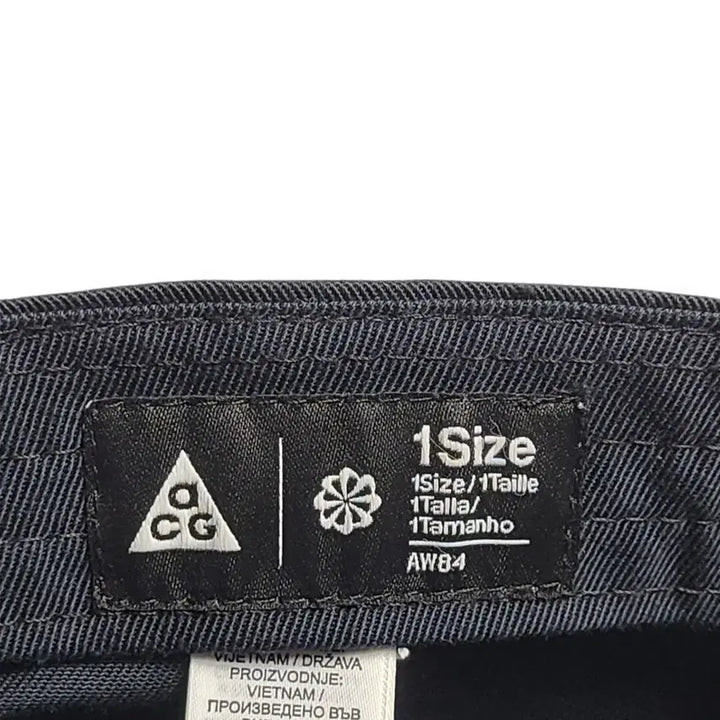 aCG
1Size
1Size/1Taille
1Talla/
1Tamanho
AW84
VIJETNAM / DRŽAVA
PROIZVODNJE:
VIETNAM /
ПРОИЗВЕДЕНО ВЪВ